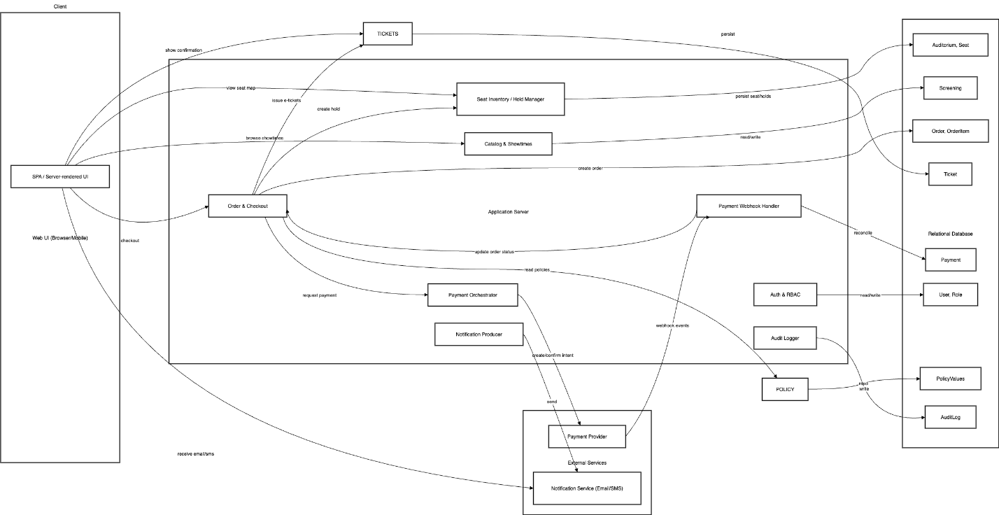 Client
TICKETS
persist
show confirmation
Auditorium, Seat
view seat map
Screening
issue e-tickets
Seat Inventory / Hold Manager
persist seat/holds
create hold
Order, OrderItem
browse showtimes
Catalog & Showtimes
read/write
create order
Ticket
SPA / Server-rendered UI
Order & Checkout
Application Server
Payment Webhook Handler
Web UI (Browser/Mobile)
checkout
reconcile
Relational Database
update order status
Payment
read policies
request payment
Payment Orchestrator
Auth & RBAC
read/write
User, Role
webhook events
Notification Producer
Audit Logger
create/confirm intent
POLICY
read
write
PolicyValues
send
AuditLog
Payment Provider
receive email/sms
External Services
Notification Service (Email/SMS)